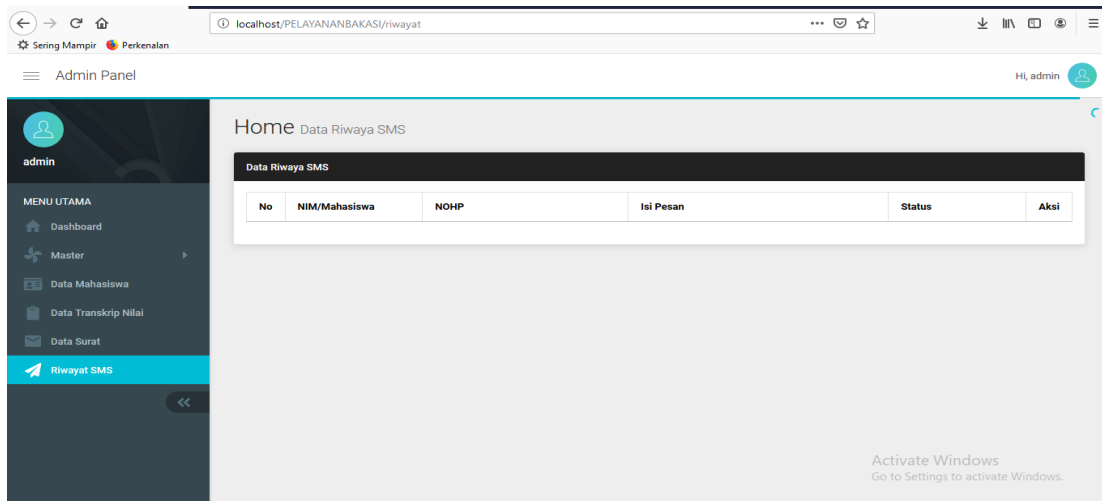 localhost/PELAYANANBAKASI/riwayat
Sering Mampir Perkenalan
Admin Panel Hi, admin
admin
MENU UTAMA
Dashboard
Master
Data Mahasiswa
Data Transkrip Nilai
Data Surat
Riwayat SMS
Home Data Riwaya SMS
Data Riwaya SMS
No NIM/Mahasiswa NOHP Isi Pesan Status Aksi
Activate Windows
Go to Settings to activate Windows.